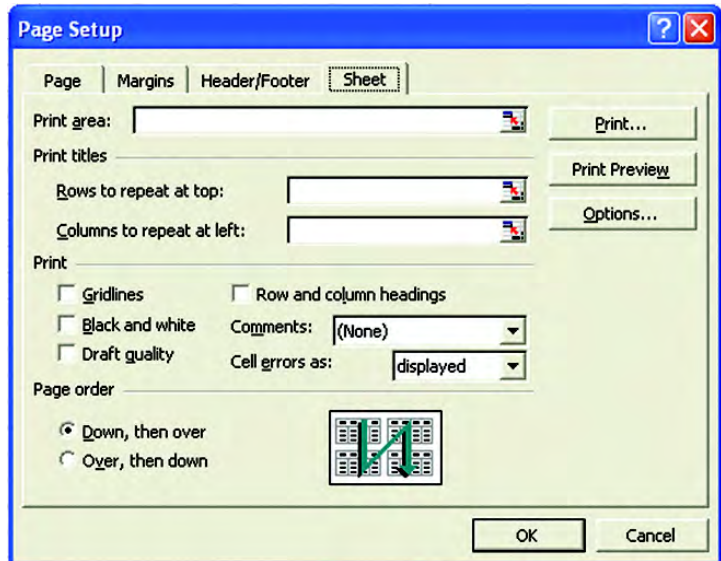 Page Setup
Page Margins Header/Footer Sheet
Print area:
Print...
Print titles
Print Preview
Rows to repeat at top:
Options...
Columns to repeat at left:
Print
Gridlines Row and column headings
Black and white Comments: (None)
Draft quality Cell errors as: displayed
Page order
Down, then over
Over, then down
OK Cancel